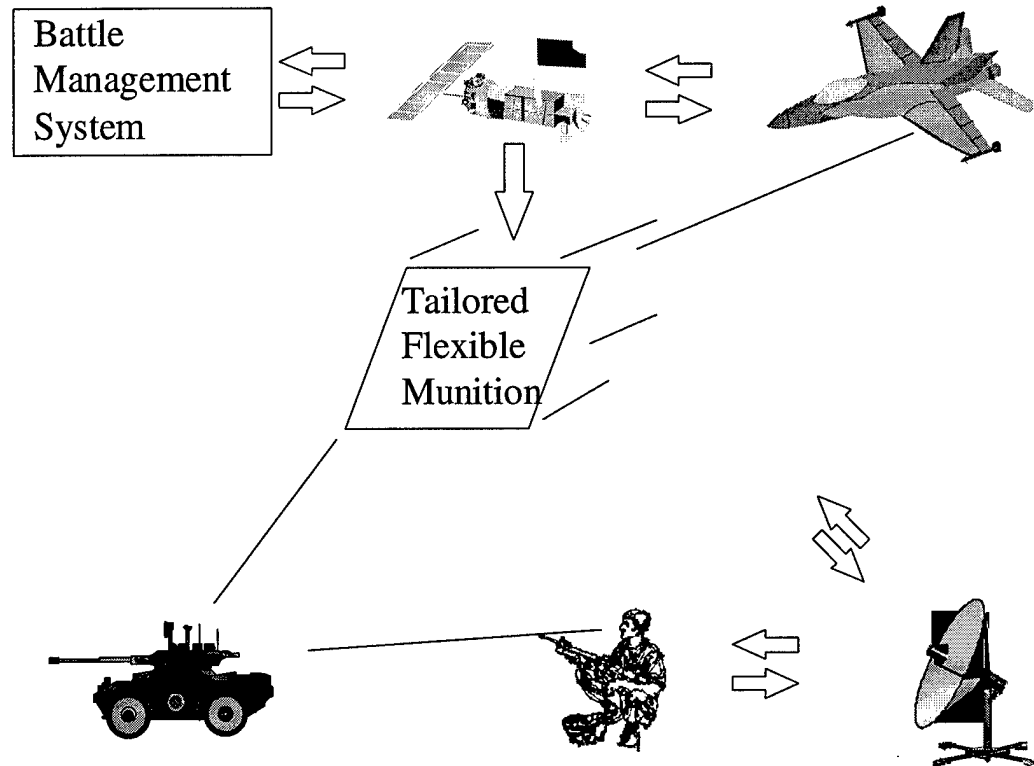 Battle
Management
System
Tailored
Flexible
Munition